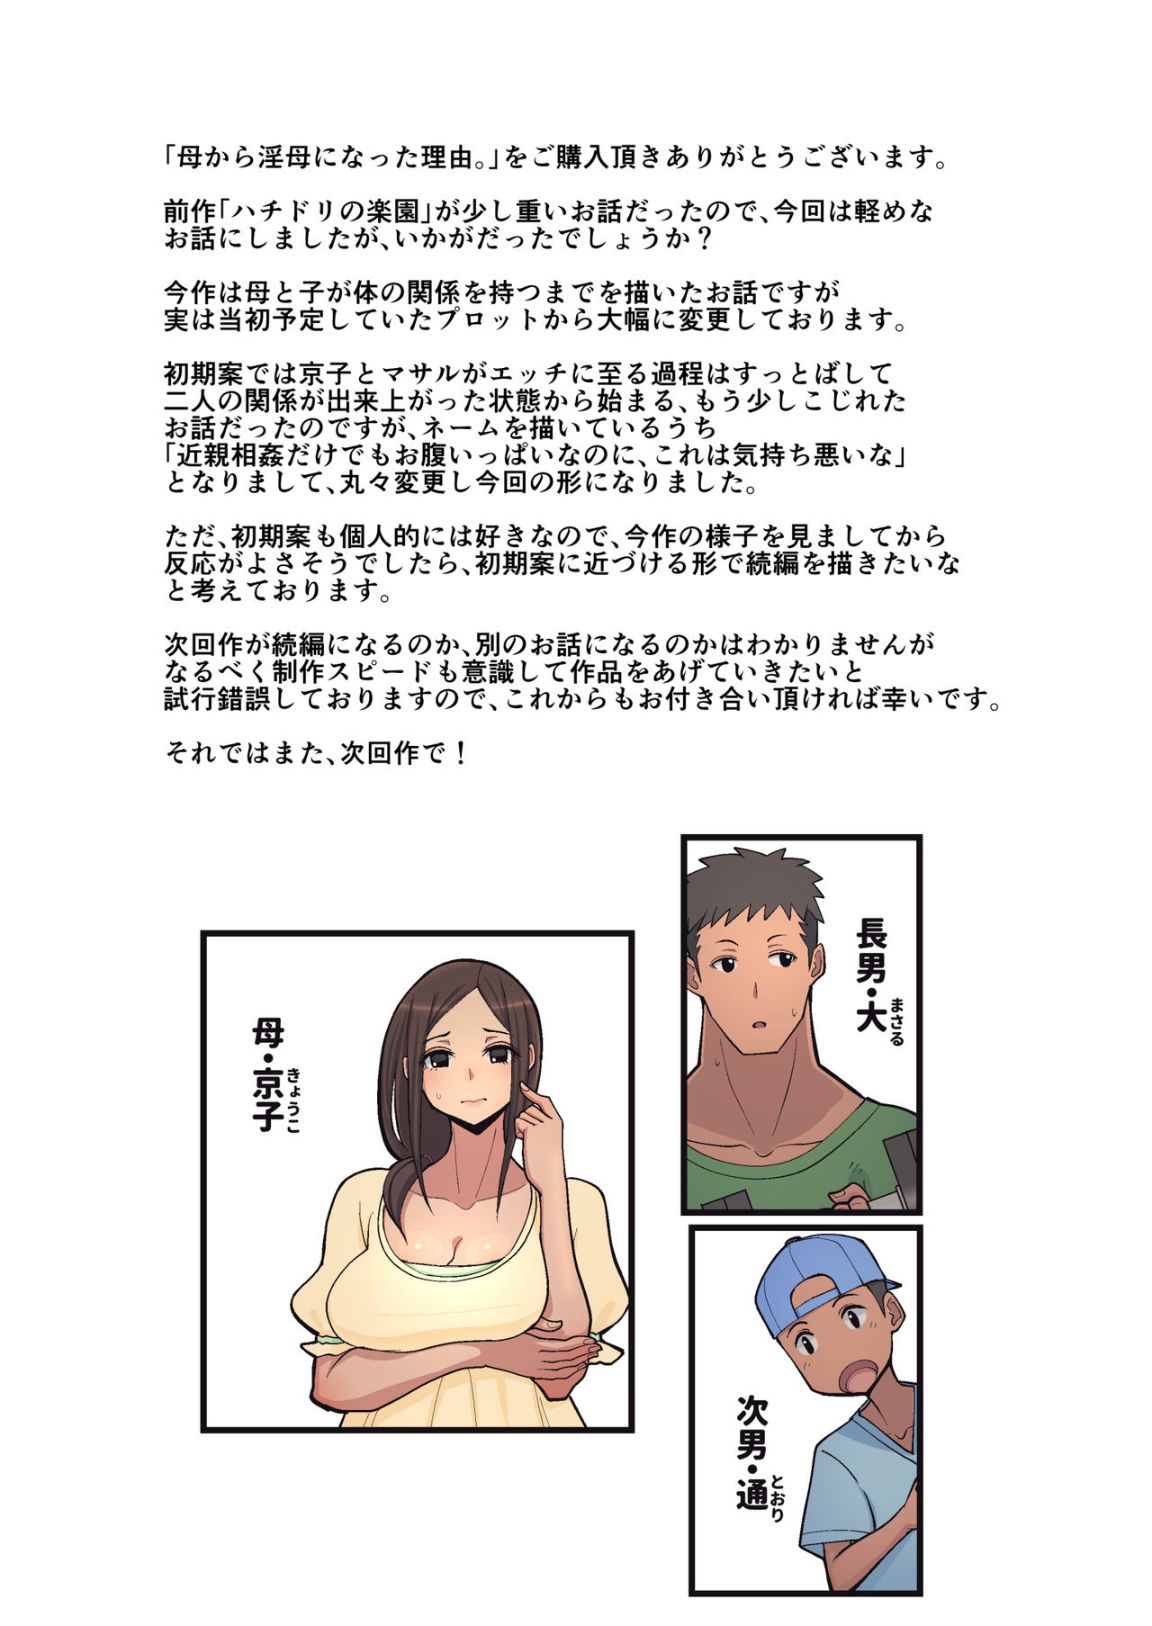 「母から淫母になった理由。」をご購入頂きありがとうございます。
前作「ハチドリの楽園」が少し重いお話だったので、今回は軽めな
お話にしましたが、いかがだったでしょうか？
今作は母と子が体の関係を持つまでを描いたお話ですが
実は当初予定していたプロットから大幅に変更しております。
初期案では京子とマサルがエッチに至る過程はすっとばして
二人の関係が出来上がった状態から始まる、もう少しこじれた
お話だったのですが、ネームを描いているうち
「近親相姦だけでもお腹いっぱいなのに、これは気持ち悪いな」
となりまして、丸々変更し今回の形になりました。
ただ、初期案も個人的には好きなので、今作の様子を見ましてから
反応がよさそうでしたら、初期案に近づける形で続編を描きたいな
と考えております。
次回作が続編になるのか、別のお話になるのかはわかりませんが
なるべく制作スピードも意識して作品をあげていきたいと
試行錯誤しておりますので、これからもお付き合い頂ければ幸いです。
それではまた、次回作で！
長男・大
まさる
母・京子
きょうこ
次男・通
とおり